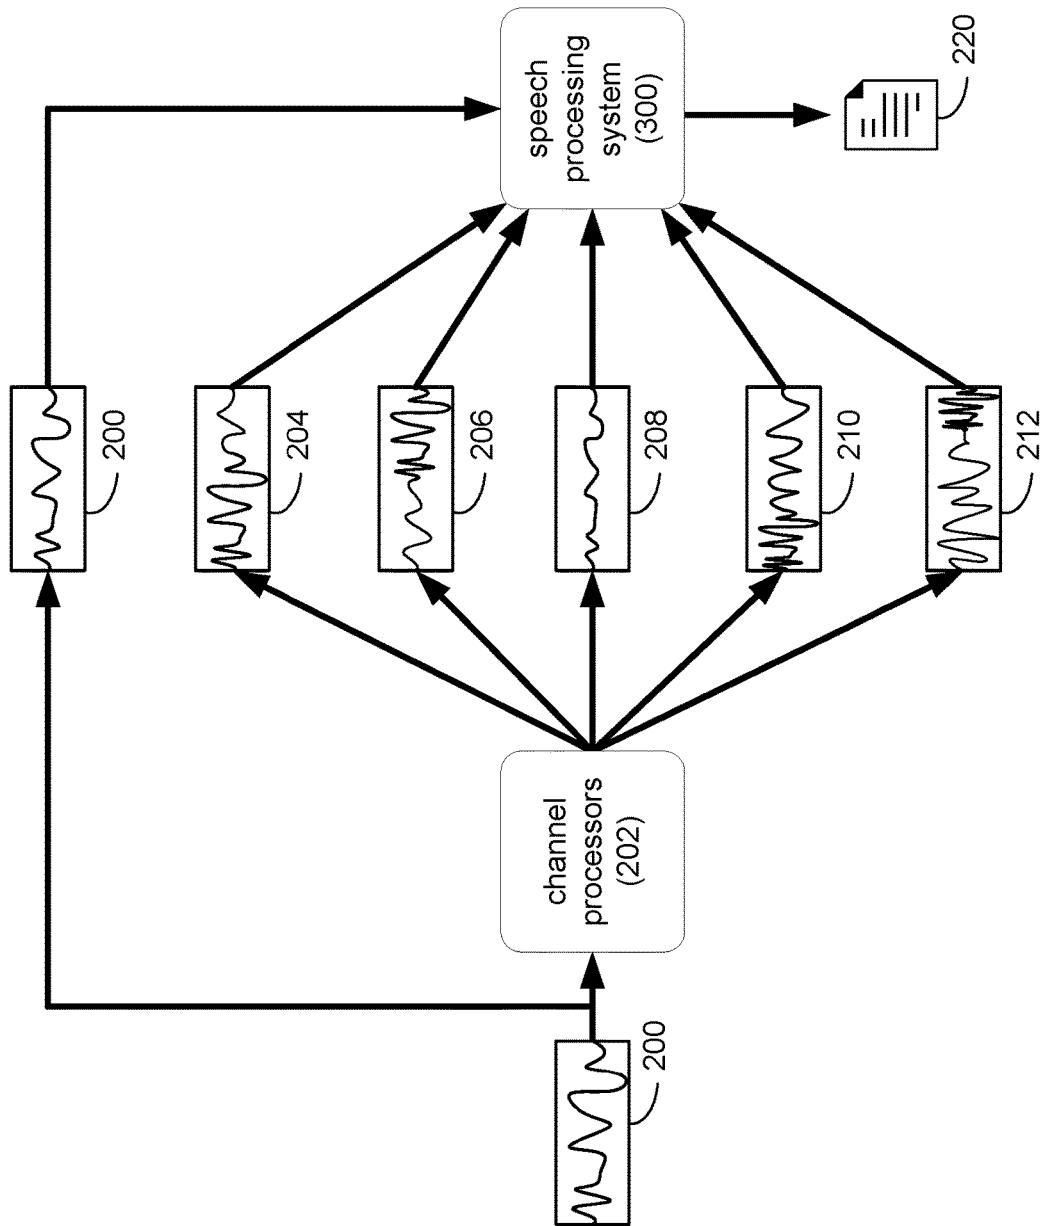 200
channel
processors
(202)
200
204
206
208
210
212
speech
processing
system
(300)
220